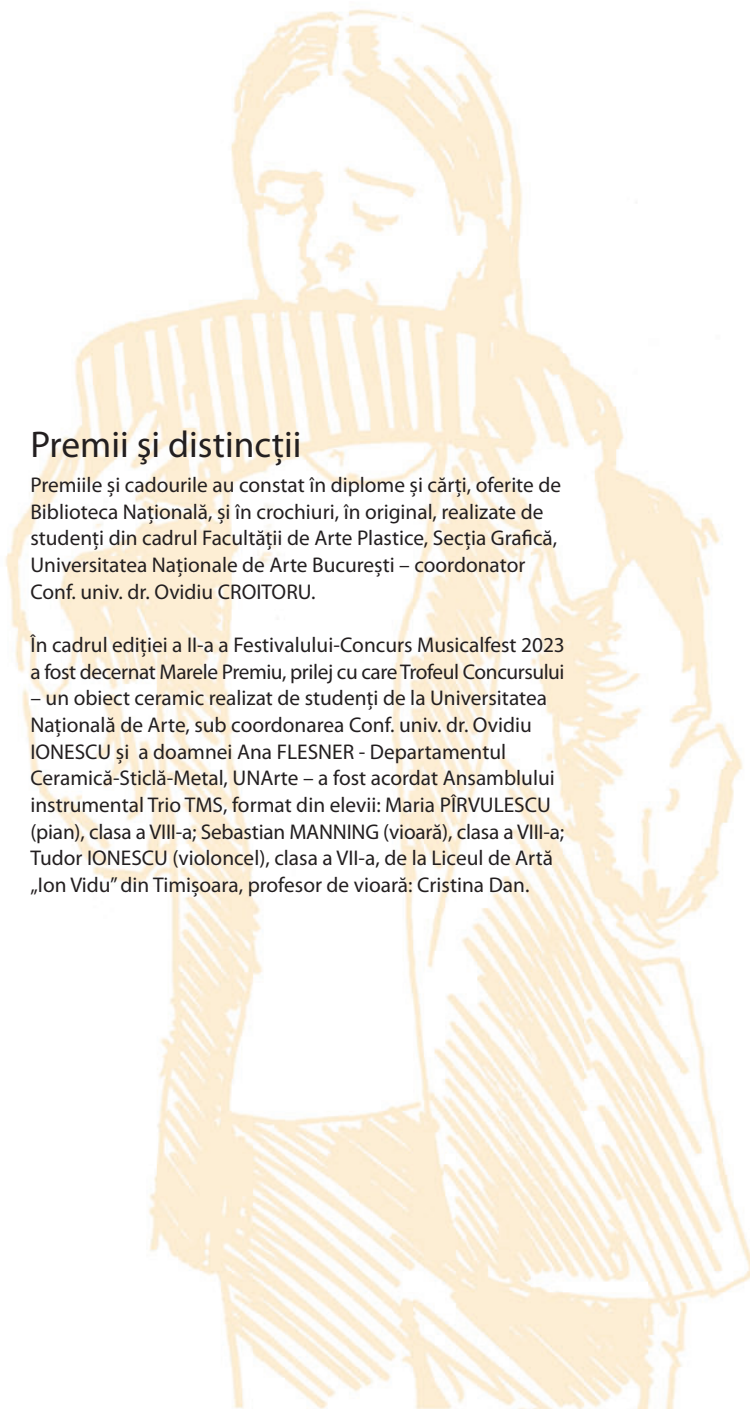 Premii și distincții
Premiile și cadourile au constat în diplome și cărți, oferite de
Biblioteca Națională, și în crochiuri, în original, realizate de
studenți din cadrul Facultății de Arte Plastice, Secția Grafică,
Universitatea Naționale de Arte București – coordonator
Conf. univ. dr. Ovidiu CROITORU.
În cadrul ediției a II-a a Festivalului-Concurs Musicalfest 2023
a fost decernat Marele Premiu, prilej cu care Trofeul Concursului
– un obiect ceramic realizat de studenți de la Universitatea
Națională de Arte, sub coordonarea Conf. univ. dr. Ovidiu
IONESCU și  a doamnei Ana FLESNER - Departamentul
Ceramică-Sticlă-Metal, UNArte – a fost acordat Ansamblului
instrumental Trio TMS, format din elevii: Maria PÎRVULESCU
(pian), clasa a VIII-a; Sebastian MANNING (vioară), clasa a VIII-a;
Tudor IONESCU (violoncel), clasa a VII-a, de la Liceul de Artă
„Ion Vidu” din Timișoara, profesor de vioară: Cristina Dan.